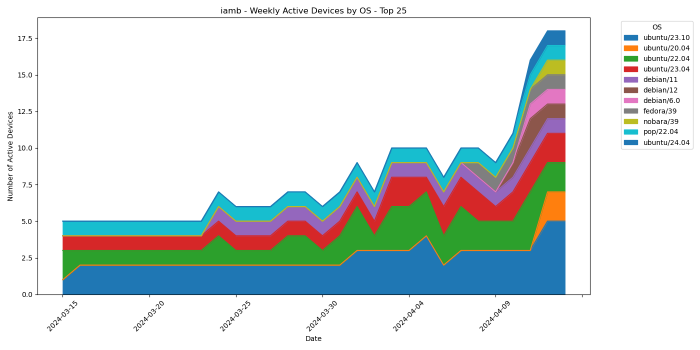 iamb - Weekly Active Devices by OS - Top 25
Number of Active Devices
17.5
15.0
12.5
10.0
7.5
5.0
2.5
0.0
2024-03-15
2024-03-20
2024-03-25
2024-03-30
2024-04-04
2024-04-09
Date
OS
ubuntu/23.10
ubuntu/20.04
ubuntu/22.04
ubuntu/23.04
debian/11
debian/12
debian/6.0
fedora/39
nobara/39
pop/22.04
ubuntu/24.04